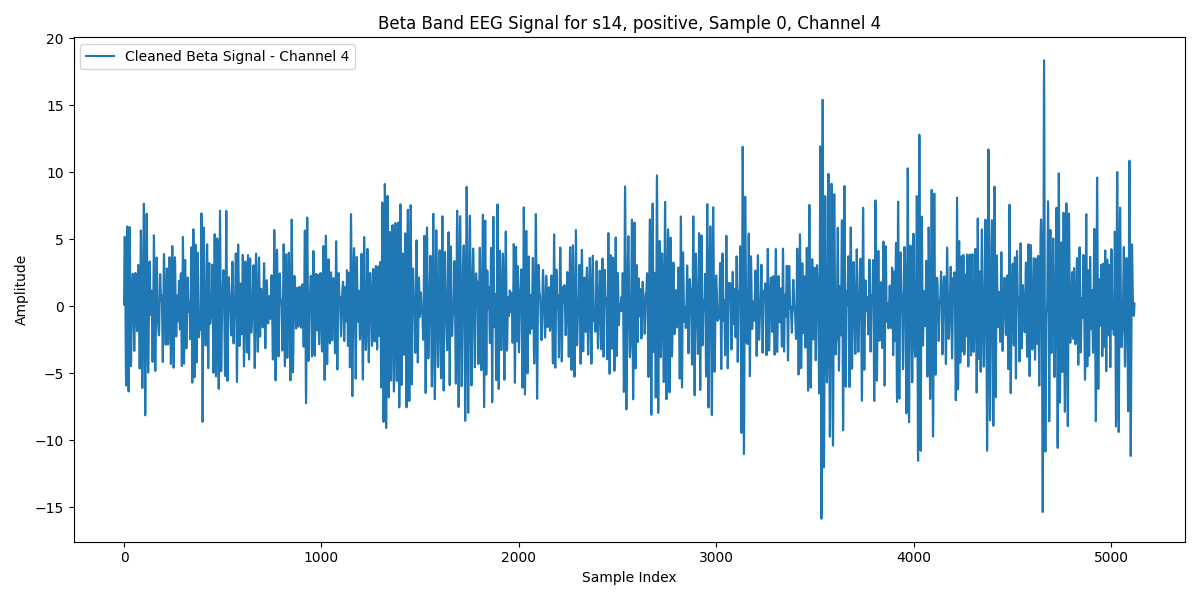 Beta Band EEG Signal for s14, positive, Sample 0, Channel 4
Cleaned Beta Signal - Channel 4
Amplitude
20
15
10
5
0
−5
−10
−15
0 1000 2000 3000 4000 5000
Sample Index